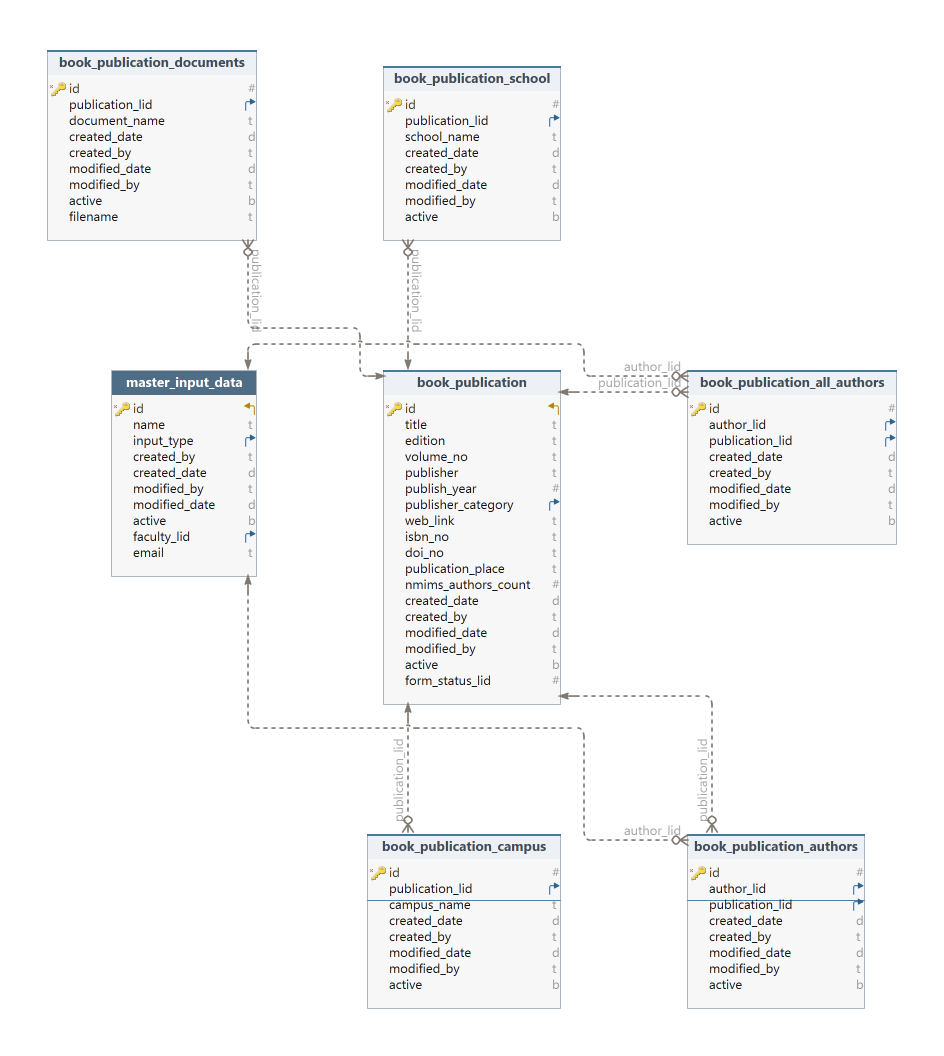 book_publication_documents
id #
publication_lid
document_name t
created_date d
created_by t
modified_date d
modified_by t
active b
filename t
book_publication_school
id #
publication_lid
school_name t
created_date d
created_by t
modified_date d
modified_by t
active b
publication_lid
publication_lid
author_lid
publication_lid
master_input_data
id
name t
input_type
created_by t
created_date d
modified_by t
modified_date d
active b
faculty_lid
email t
book_publication
id
title t
edition t
volume_no t
publisher t
publish_year #
publisher_category
web_link t
isbn_no t
doi_no t
publication_place t
nmims_authors_count #
created_date d
created_by t
modified_date d
modified_by t
active b
form_status_lid #
book_publication_all_authors
id #
author_lid
publication_lid
created_date d
created_by t
modified_date d
modified_by t
active b
publication_lid
publication_lid
author_lid
book_publication_campus
id #
publication_lid
campus_name t
created_date d
created_by t
modified_date d
modified_by t
active b
book_publication_authors
id #
author_lid
publication_lid
created_date d
created_by t
modified_date d
modified_by t
active b